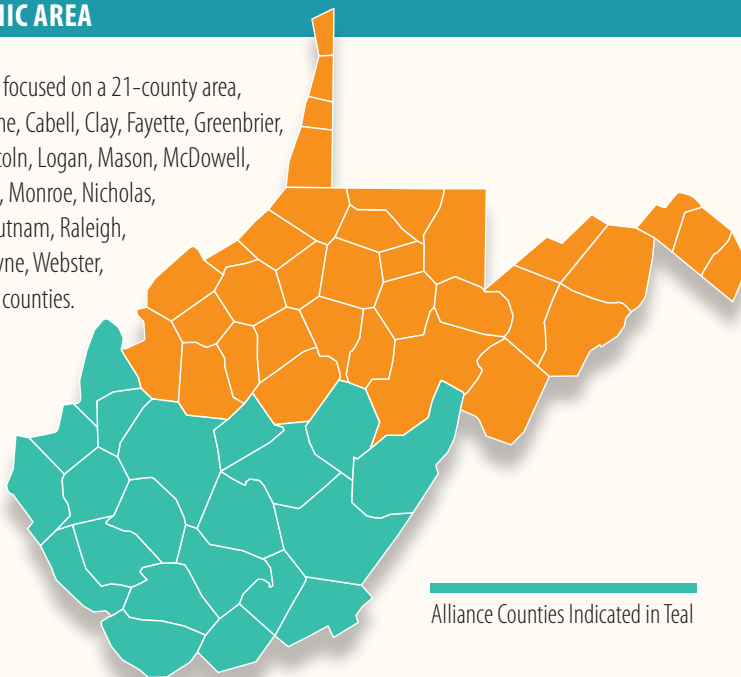 IC AREA
focused on a 21-county area,
ne, Cabell, Clay, Fayette, Greenbrier,
oln, Logan, Mason, McDowell,
, Monroe, Nicholas,
utnam, Raleigh,
yne, Webster,
counties.
Alliance Counties Indicated in Teal